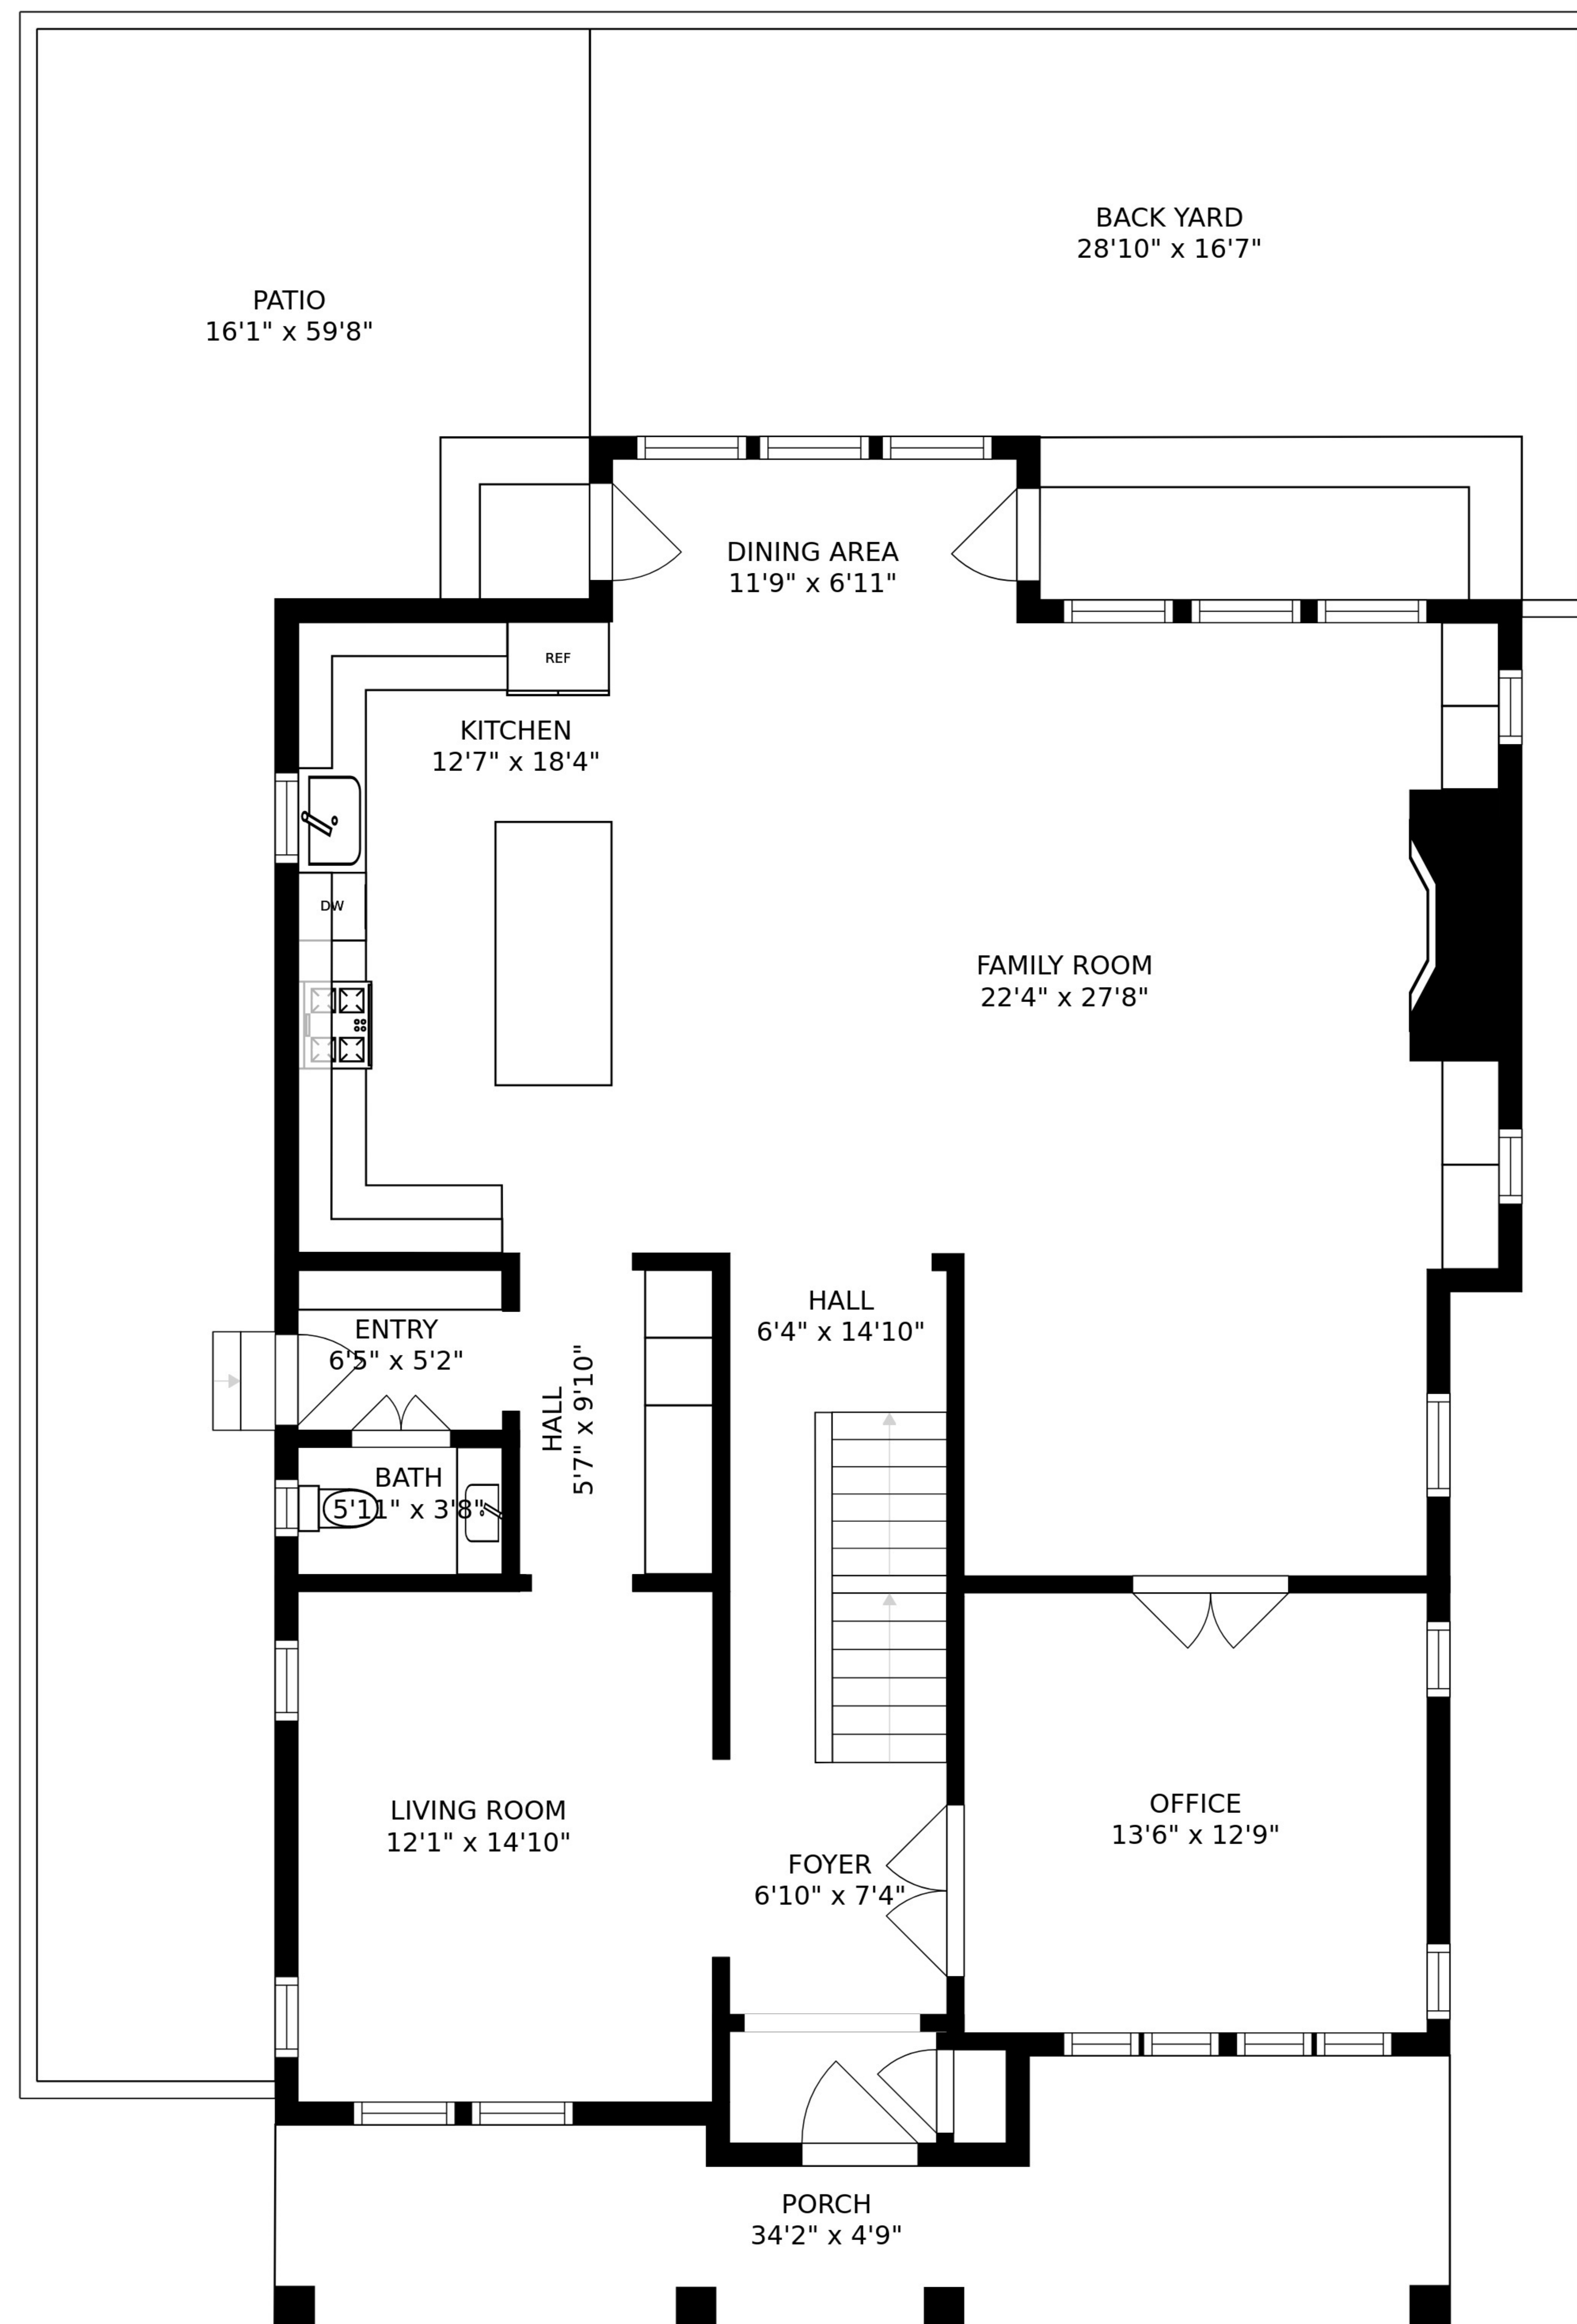 BACK YARD
28'10" x 16'7"
PATIO
16'1" x 59'8"
DINING AREA
11'9" x 6'11"
REF
KITCHEN
12'7" x 18'4"
DW
FAMILY ROOM
22'4" x 27'8"
HALL
6'4" x 14'10"
ENTRY
6'5" x 5'2"
HALL
5'7" x 9'10"
BATH
5'11" x 3'8"
LIVING ROOM
12'1" x 14'10"
OFFICE
13'6" x 12'9"
FOYER
6'10" x 7'4"
PORCH
34'2" x 4'9"